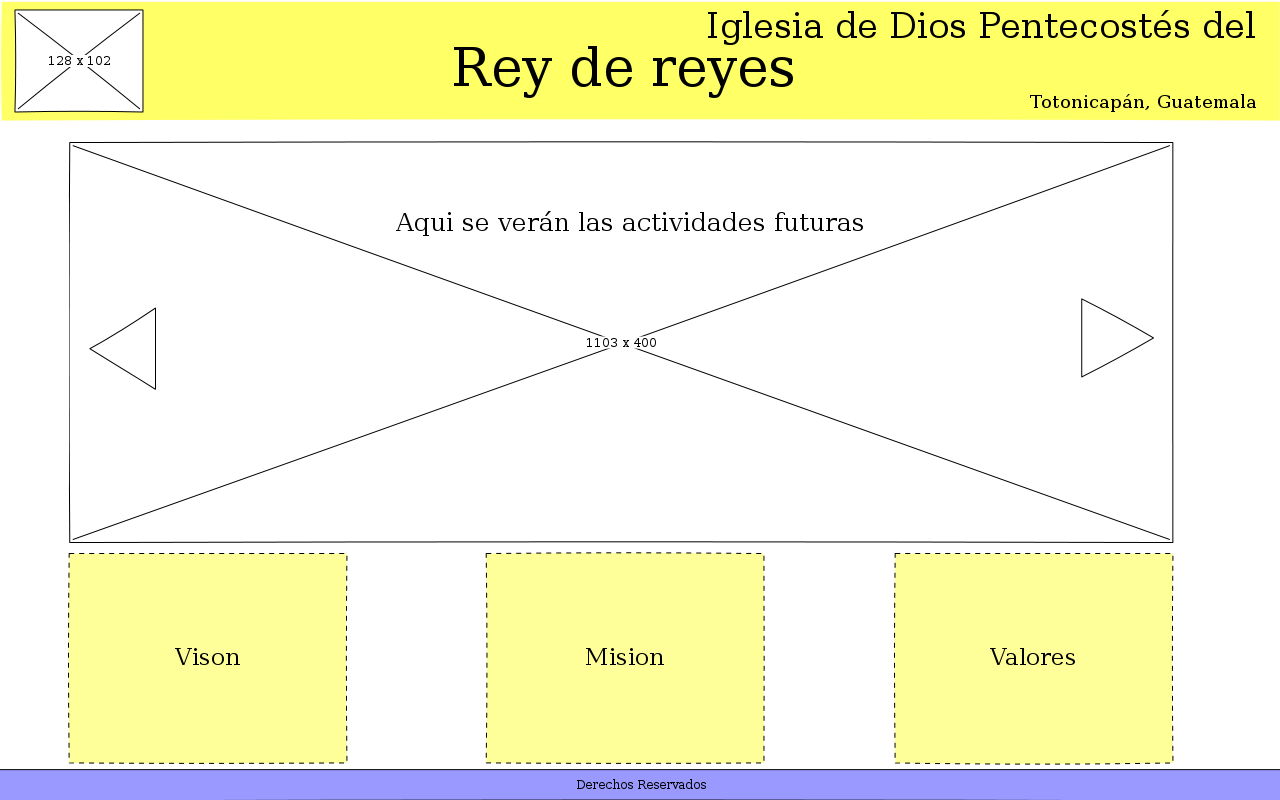 128 x 102
Iglesia de Dios Pentecostés del
Rey de reyes
Totonicapán, Guatemala
Aqui se verán las actividades futuras
1103 x 400
Vison
Mision
Valores
Derechos Reservados